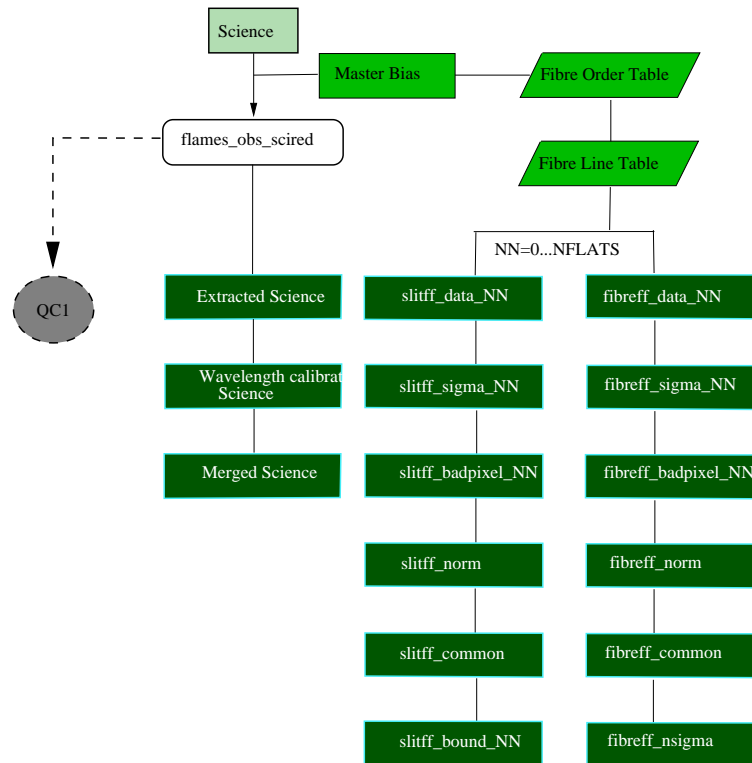 Science
Master Bias
Fibre Order Table
flames_obs_scired
Fibre Line Table
NN=0...NFLATS
QC1
Extracted Science
slitff_data_NN
fibreff_data_NN
Wavelength calibrat
Science
slitff_sigma_NN
fibreff_sigma_NN
Merged Science
slitff_badpixel_NN
fibreff_badpixel_NN
slitff_norm
fibreff_norm
slitff_common
fibreff_common
slitff_bound_NN
fibreff_nsigma